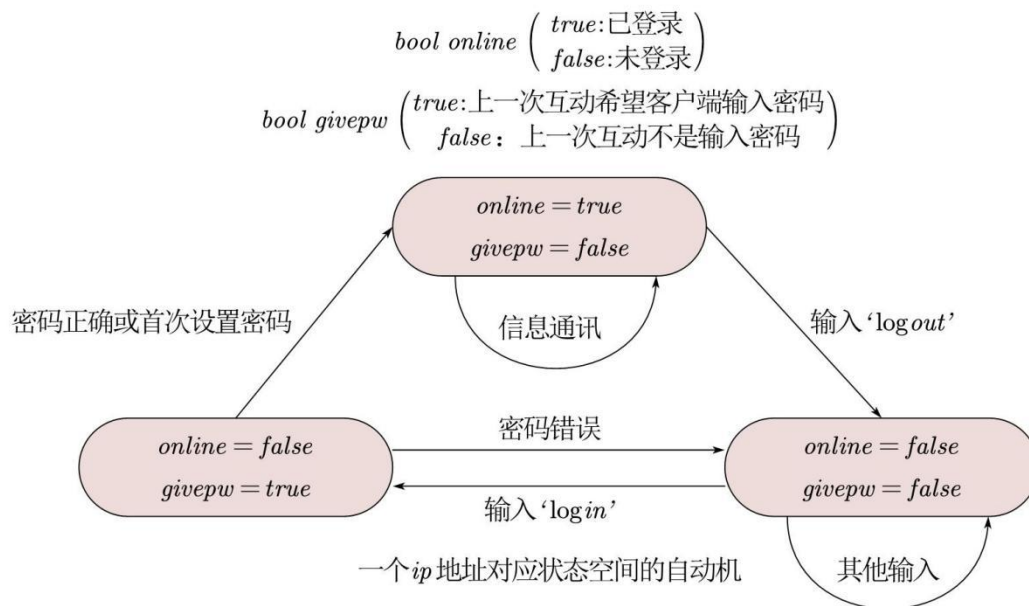 bool online ( true:已登录
false:未登录 )
bool givepw ( true:上一次互动希望客户端输入密码
false：上一次互动不是输入密码 )
online = true
givepw = false
密码正确或首次设置密码
信息通讯
输入‘logout’
online = false
givepw = true
密码错误
输入‘login’
online = false
givepw = false
一个ip地址对应状态空间的自动机
其他输入